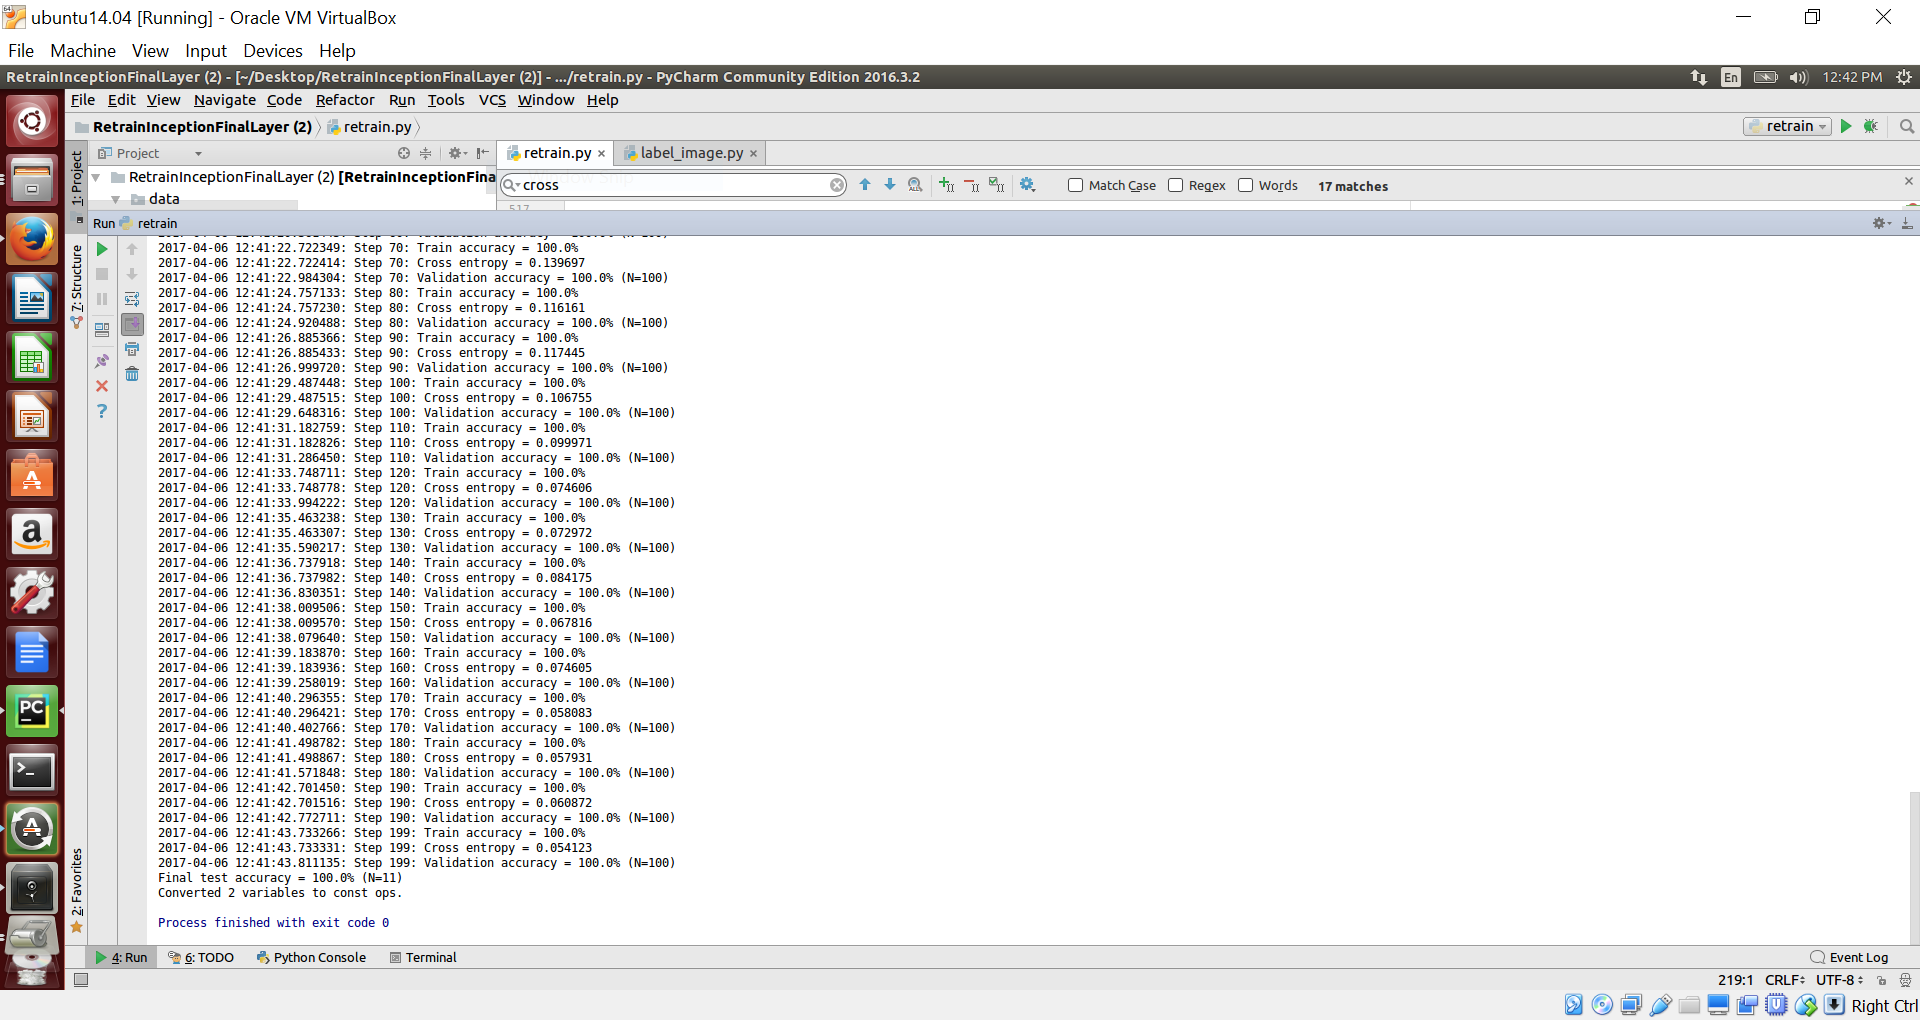 ubuntu14.04 [Running] - Oracle VM VirtualBox
File Machine View Input Devices Help
RetrainInceptionFinalLayer (2) - [~/Desktop/RetrainInceptionFinalLayer (2)] - .../retrain.py - PyCharm Community Edition 2016.3.2
En 12:42 PM
File Edit View Navigate Code Refactor Run Tools VCS Window Help
RetrainInceptionFinalLayer (2) retrain.py retrain
Project retrain.py label_image.py
1: Project
RetrainInceptionFinalLayer (2) [RetrainInceptionFina
cross Match Case Regex Words 17 matches
data
517
Run retrain
7: Structure
2017-04-06 12:41:22.722349: Step 70: Train accuracy = 100.0%
2017-04-06 12:41:22.722414: Step 70: Cross entropy = 0.139697
2017-04-06 12:41:22.984304: Step 70: Validation accuracy = 100.0% (N=100)
2017-04-06 12:41:24.757133: Step 80: Train accuracy = 100.0%
2017-04-06 12:41:24.757230: Step 80: Cross entropy = 0.116161
2017-04-06 12:41:24.920488: Step 80: Validation accuracy = 100.0% (N=100)
2017-04-06 12:41:26.885366: Step 90: Train accuracy = 100.0%
2017-04-06 12:41:26.885433: Step 90: Cross entropy = 0.117445
2017-04-06 12:41:26.999720: Step 90: Validation accuracy = 100.0% (N=100)
2017-04-06 12:41:29.487448: Step 100: Train accuracy = 100.0%
2017-04-06 12:41:29.487515: Step 100: Cross entropy = 0.106755
2017-04-06 12:41:29.648316: Step 100: Validation accuracy = 100.0% (N=100)
2017-04-06 12:41:31.182759: Step 110: Train accuracy = 100.0%
2017-04-06 12:41:31.182826: Step 110: Cross entropy = 0.099971
2017-04-06 12:41:31.286450: Step 110: Validation accuracy = 100.0% (N=100)
2017-04-06 12:41:33.748711: Step 120: Train accuracy = 100.0%
2017-04-06 12:41:33.748778: Step 120: Cross entropy = 0.074606
2017-04-06 12:41:33.994222: Step 120: Validation accuracy = 100.0% (N=100)
2017-04-06 12:41:35.463238: Step 130: Train accuracy = 100.0%
2017-04-06 12:41:35.463307: Step 130: Cross entropy = 0.072972
2017-04-06 12:41:35.590217: Step 130: Validation accuracy = 100.0% (N=100)
2017-04-06 12:41:36.737918: Step 140: Train accuracy = 100.0%
2017-04-06 12:41:36.737982: Step 140: Cross entropy = 0.084175
2017-04-06 12:41:36.830351: Step 140: Validation accuracy = 100.0% (N=100)
2017-04-06 12:41:38.009506: Step 150: Train accuracy = 100.0%
2017-04-06 12:41:38.009570: Step 150: Cross entropy = 0.067816
2017-04-06 12:41:38.079640: Step 150: Validation accuracy = 100.0% (N=100)
2017-04-06 12:41:39.183870: Step 160: Train accuracy = 100.0%
2017-04-06 12:41:39.183936: Step 160: Cross entropy = 0.074605
2017-04-06 12:41:39.258019: Step 160: Validation accuracy = 100.0% (N=100)
2017-04-06 12:41:40.296355: Step 170: Train accuracy = 100.0%
2017-04-06 12:41:40.296421: Step 170: Cross entropy = 0.058083
2017-04-06 12:41:40.402766: Step 170: Validation accuracy = 100.0% (N=100)
2017-04-06 12:41:41.498782: Step 180: Train accuracy = 100.0%
2017-04-06 12:41:41.498867: Step 180: Cross entropy = 0.057931
2017-04-06 12:41:41.571848: Step 180: Validation accuracy = 100.0% (N=100)
2017-04-06 12:41:42.701450: Step 190: Train accuracy = 100.0%
2017-04-06 12:41:42.701516: Step 190: Cross entropy = 0.060872
2017-04-06 12:41:42.772711: Step 190: Validation accuracy = 100.0% (N=100)
2017-04-06 12:41:43.733266: Step 199: Train accuracy = 100.0%
2017-04-06 12:41:43.733331: Step 199: Cross entropy = 0.054123
2017-04-06 12:41:43.811135: Step 199: Validation accuracy = 100.0% (N=100)
Final test accuracy = 100.0% (N=11)
Converted 2 variables to const ops.
Process finished with exit code 0
2: Favorites
4: Run 6: TODO Python Console Terminal Event Log
219:1 CRLF UTF-8
Right Ctrl